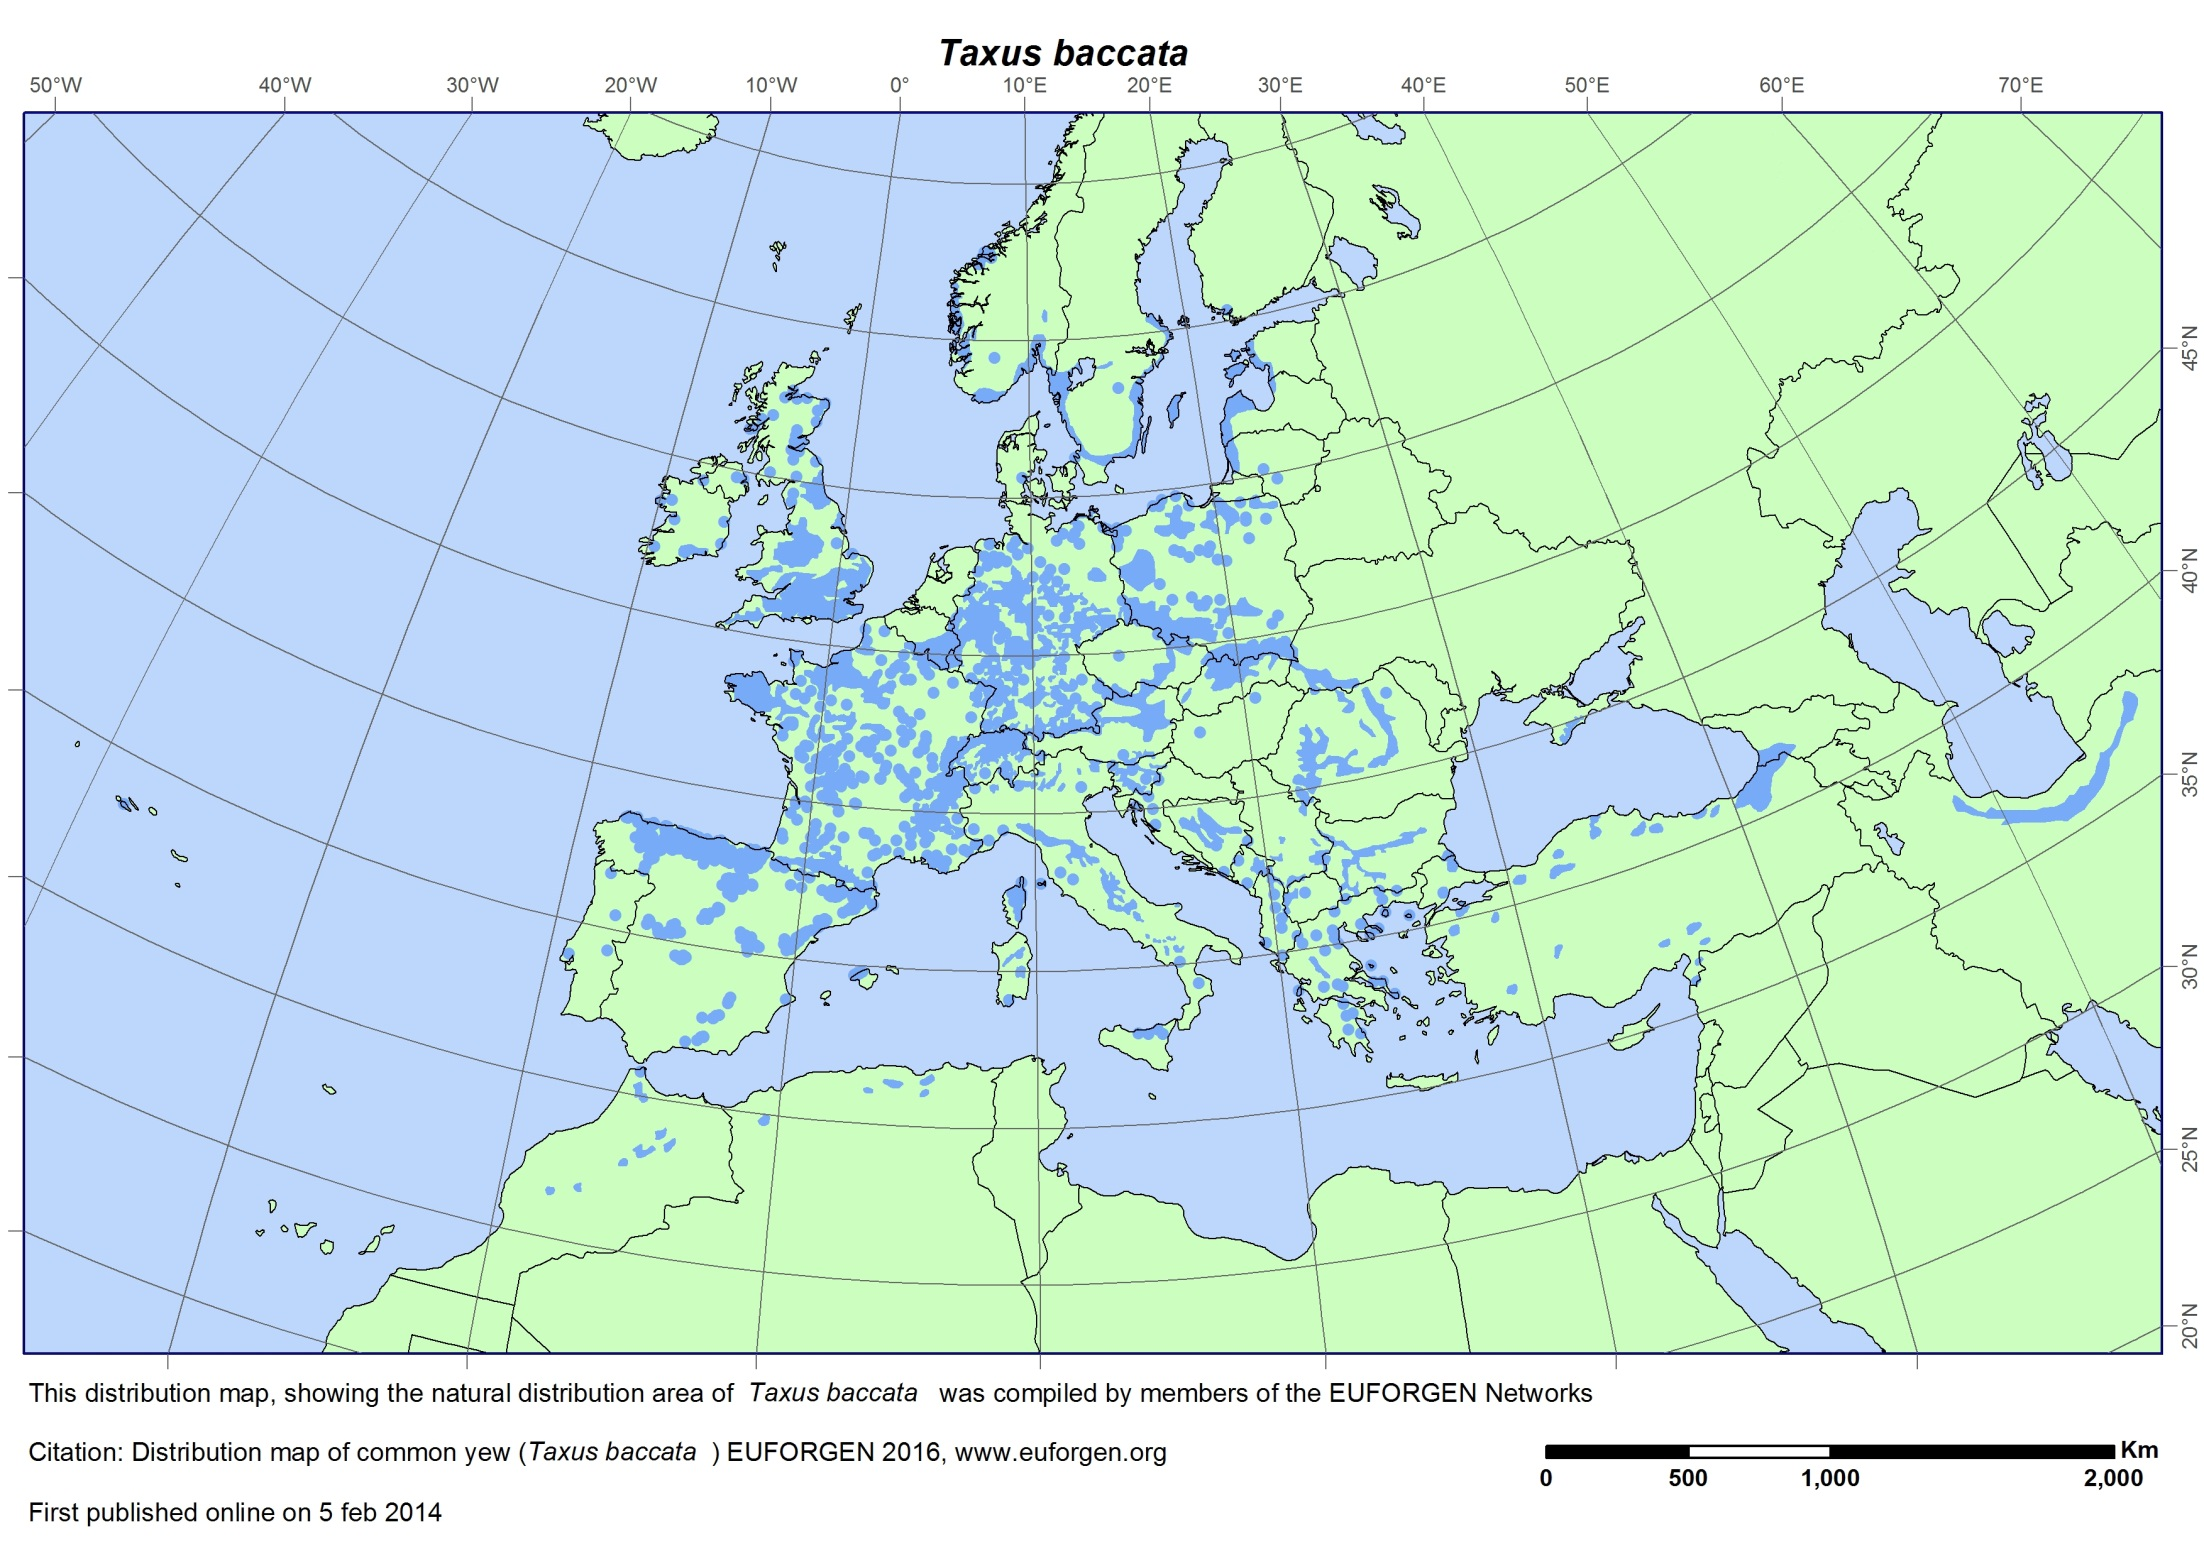 Taxus baccata
50°W 40°W 30°W 20°W 10°W 0° 10°E 20°E 30°E 40°E 50°E 60°E 70°E
45°N
40°N
35°N
30°N
25°N
20°N
This distribution map, showing the natural distribution area of Taxus baccata was compiled by members of the EUFORGEN Networks
Citation: Distribution map of common yew (Taxus baccata ) EUFORGEN 2016, www.euforgen.org
First published online on 5 feb 2014
Km
0 500 1,000 2,000